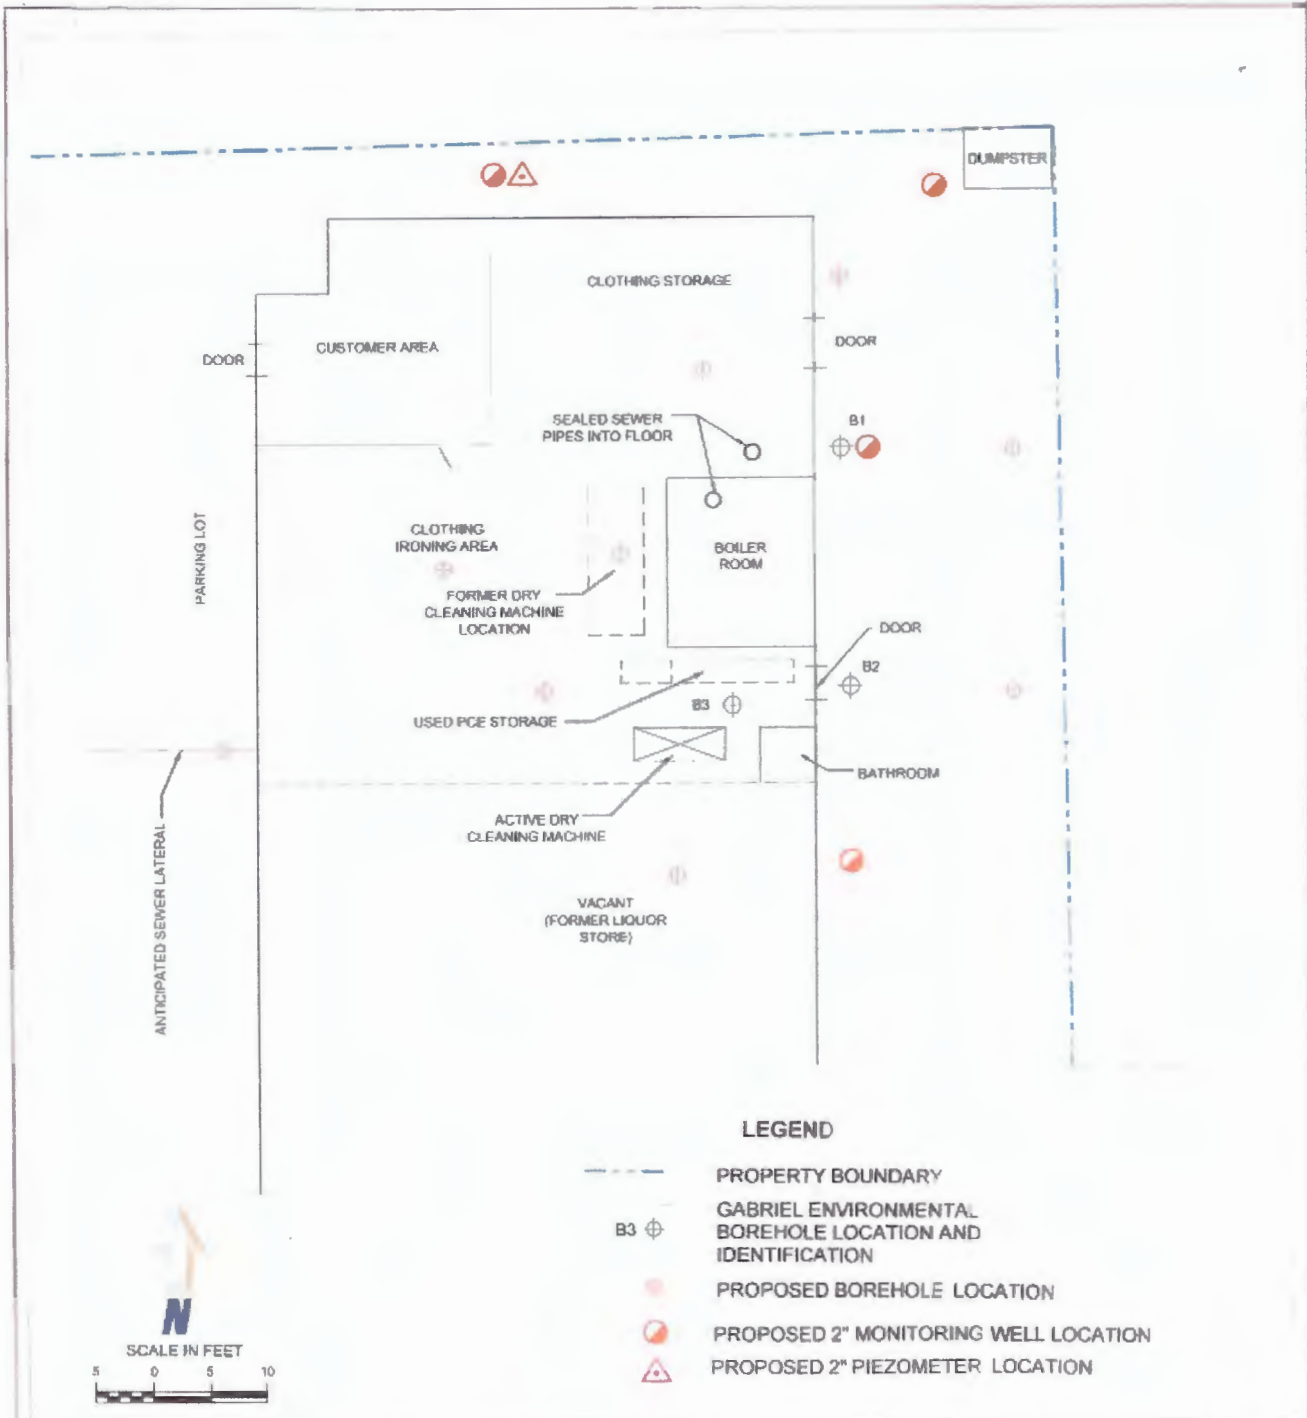 DUMPSTER
CLOTHING STORAGE
CUSTOMER AREA
DOOR
DOOR
B1
SEALED SEWER
PIPES INTO FLOOR
PARKING LOT
CLOTHING
IRONING AREA
BOILER
ROOM
FORMER DRY
CLEANING MACHINE
LOCATION
DOOR
B2
B3
USED PCE STORAGE
BATHROOM
ANTICIPATED SEWER LATERAL
ACTIVE DRY
CLEANING MACHINE
VACANT
(FORMER LIQUOR
STORE)
LEGEND
PROPERTY BOUNDARY
B3
GABRIEL ENVIRONMENTAL
BOREHOLE LOCATION AND
IDENTIFICATION
PROPOSED BOREHOLE LOCATION
PROPOSED 2" MONITORING WELL LOCATION
PROPOSED 2" PIEZOMETER LOCATION
N
SCALE IN FEET
5 0 5 10